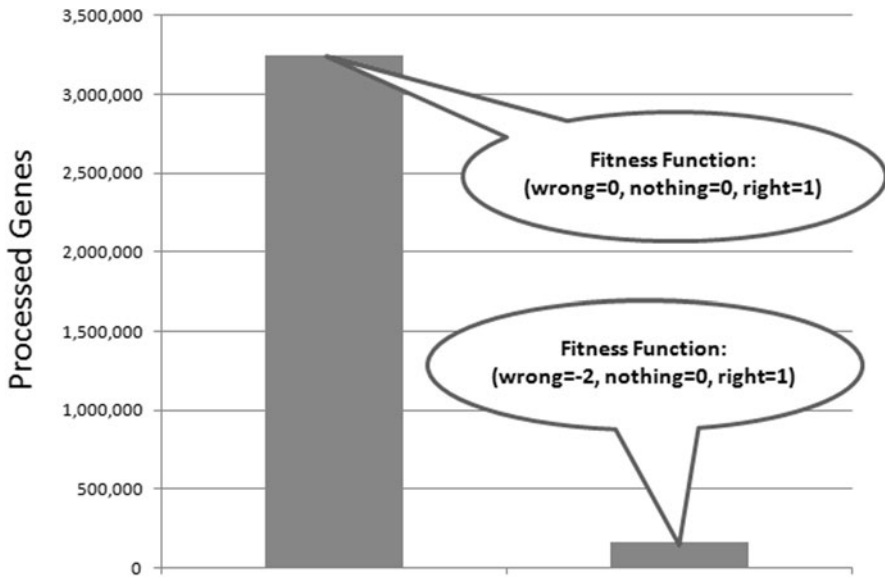 Processed Genes
3,500,000
3,000,000
2,500,000
2,000,000
1,500,000
1,000,000
500,000
0
Fitness Function:
(wrong=0, nothing=0, right=1)
Fitness Function:
(wrong=-2, nothing=0, right=1)